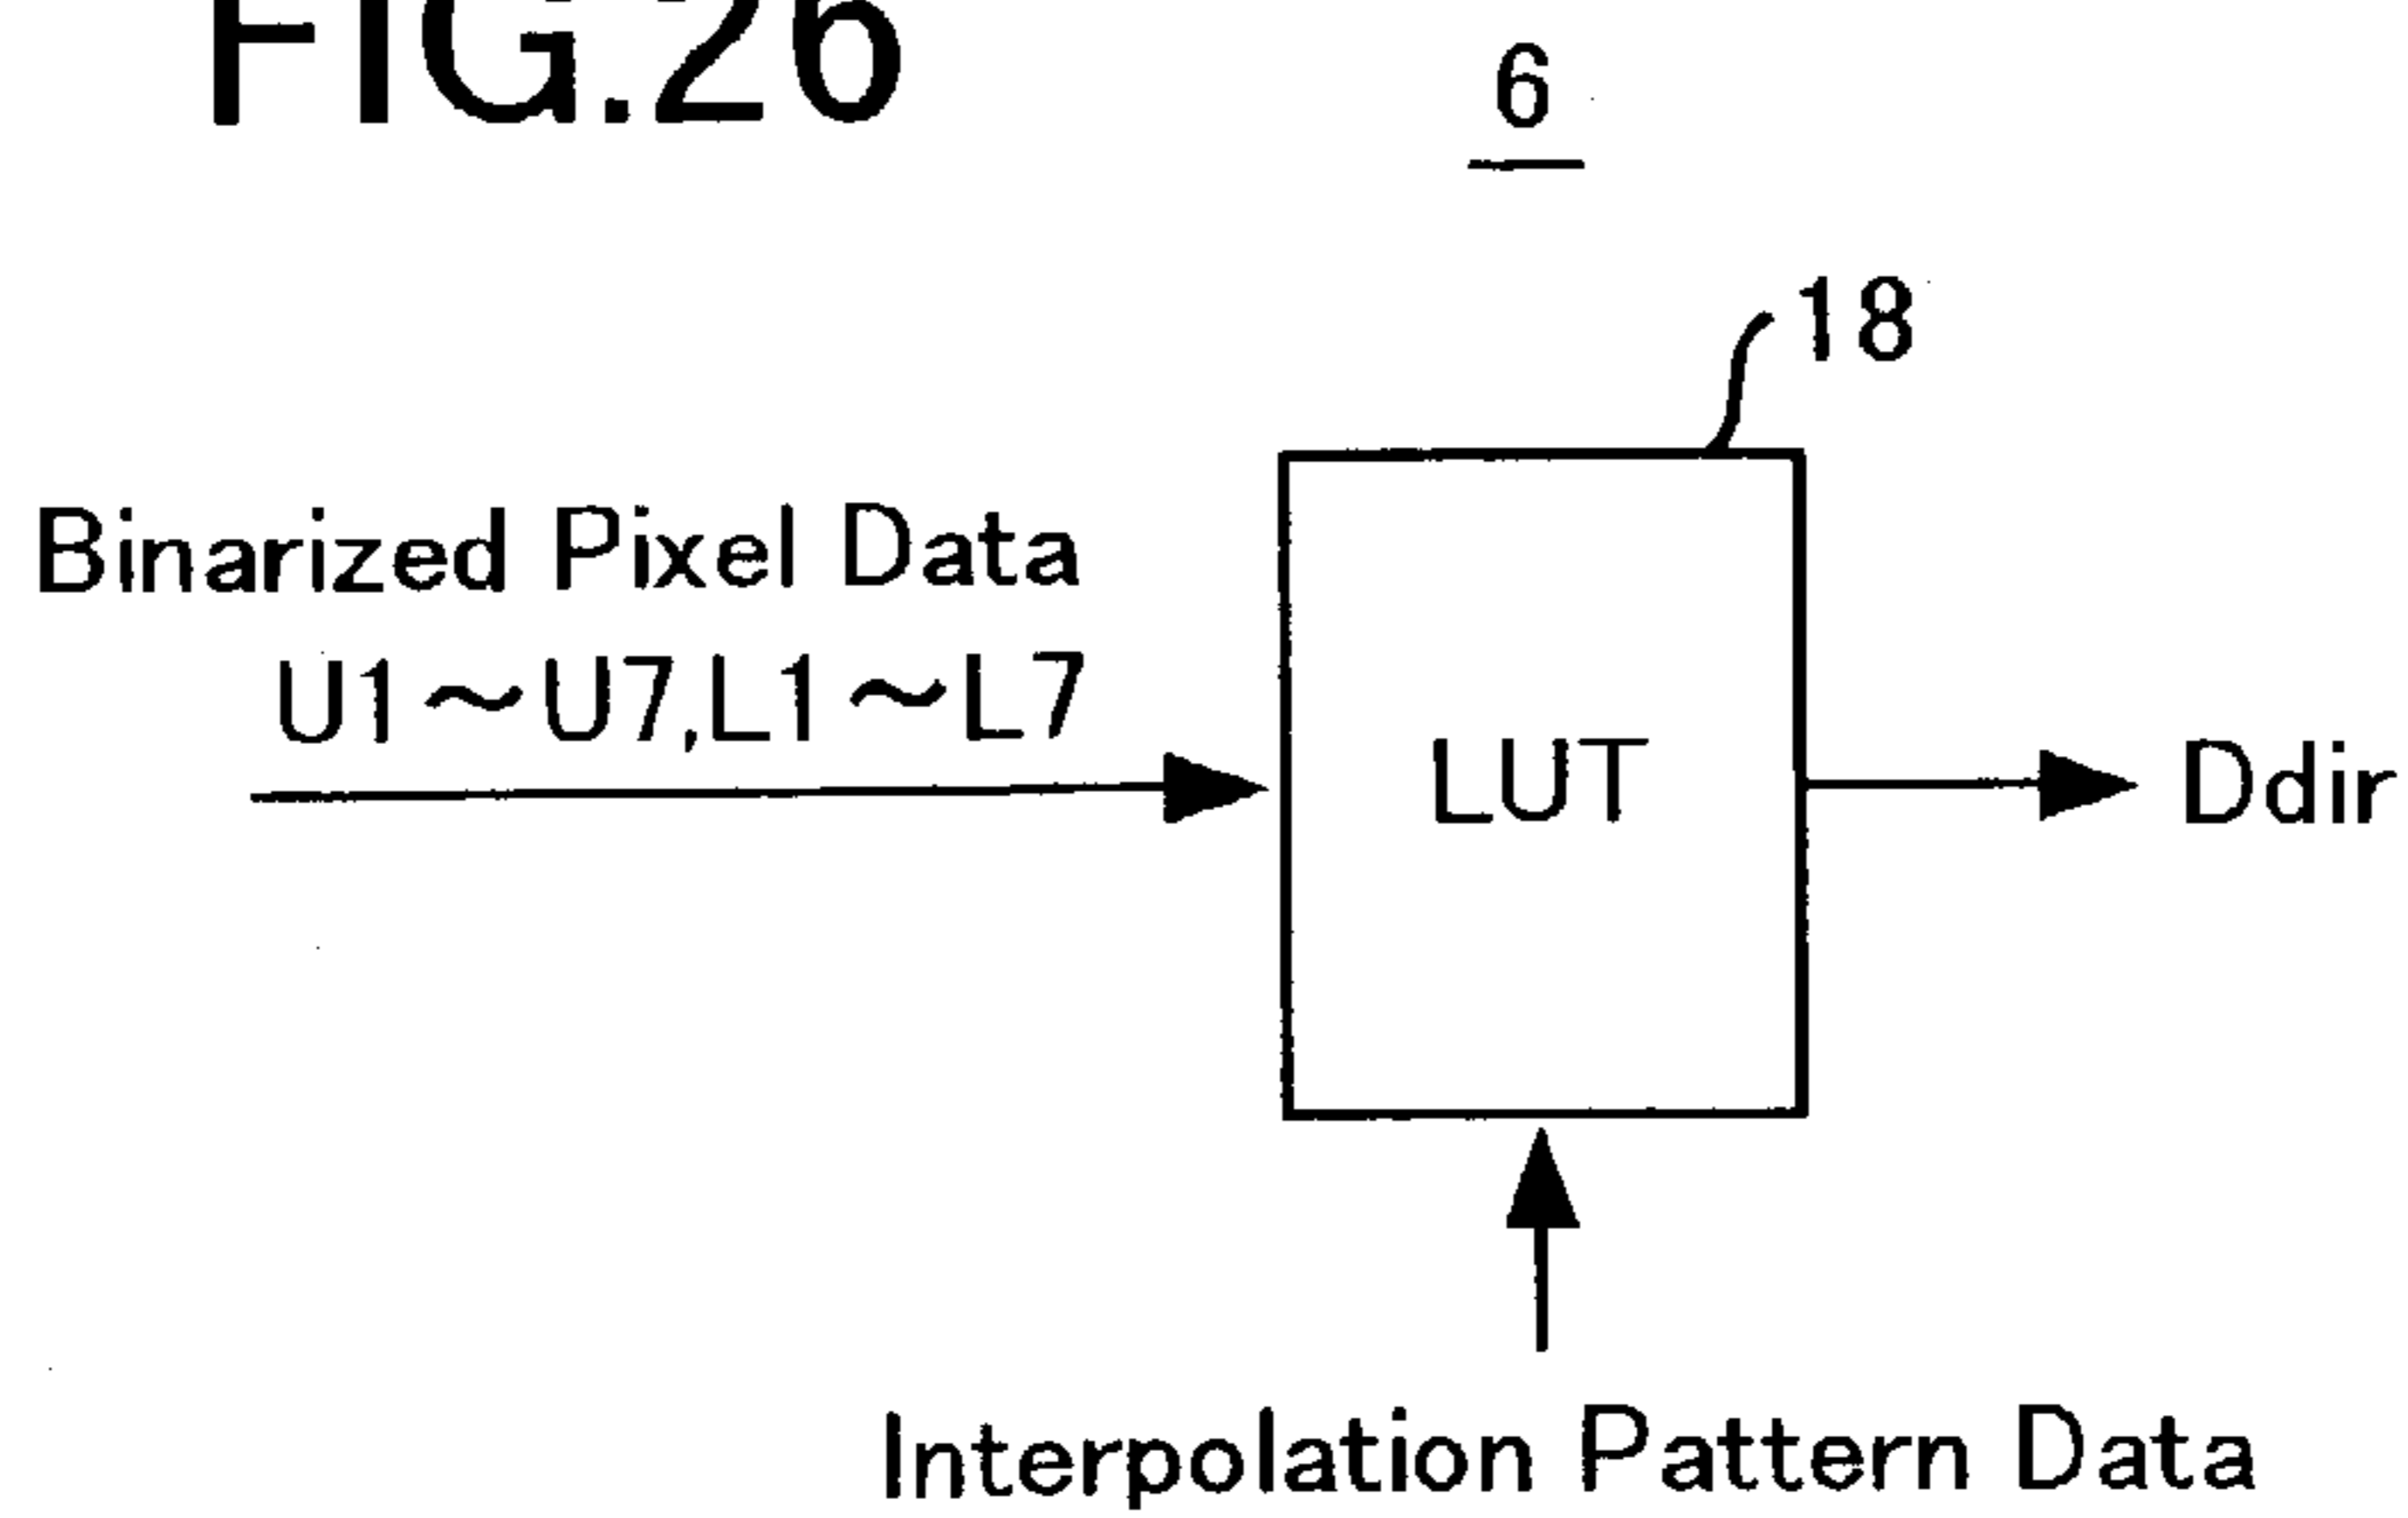 FIG.26
6
18
Binarized Pixel Data
U1～U7,L1～L7
LUT
Ddir
Interpolation Pattern Data